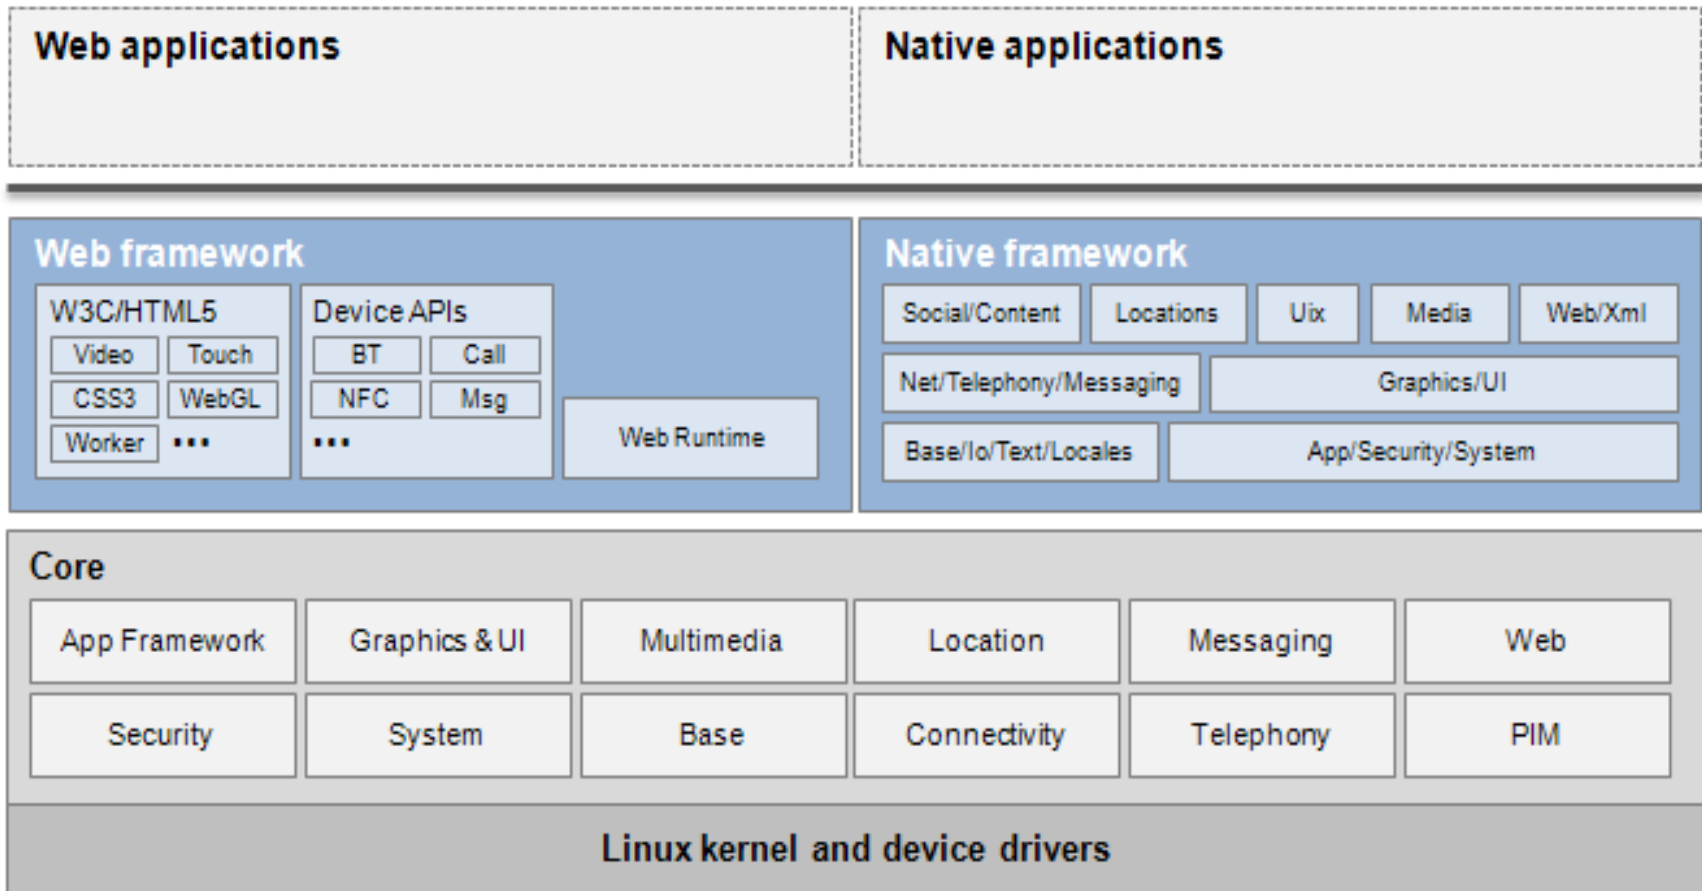 Web applications
Native applications
Web framework
W3C/HTML5
Video
Touch
CSS3
WebGL
Worker
...
Device APIs
BT
Call
NFC
Msg
...
Web Runtime
Native framework
Social/Content
Locations
Uix
Media
Web/Xml
Net/Telephony/Messaging
Graphics/UI
Base/Io/Text/Locales
App/Security/System
Core
App Framework
Graphics & UI
Multimedia
Location
Messaging
Web
Security
System
Base
Connectivity
Telephony
PIM
Linux kernel and device drivers